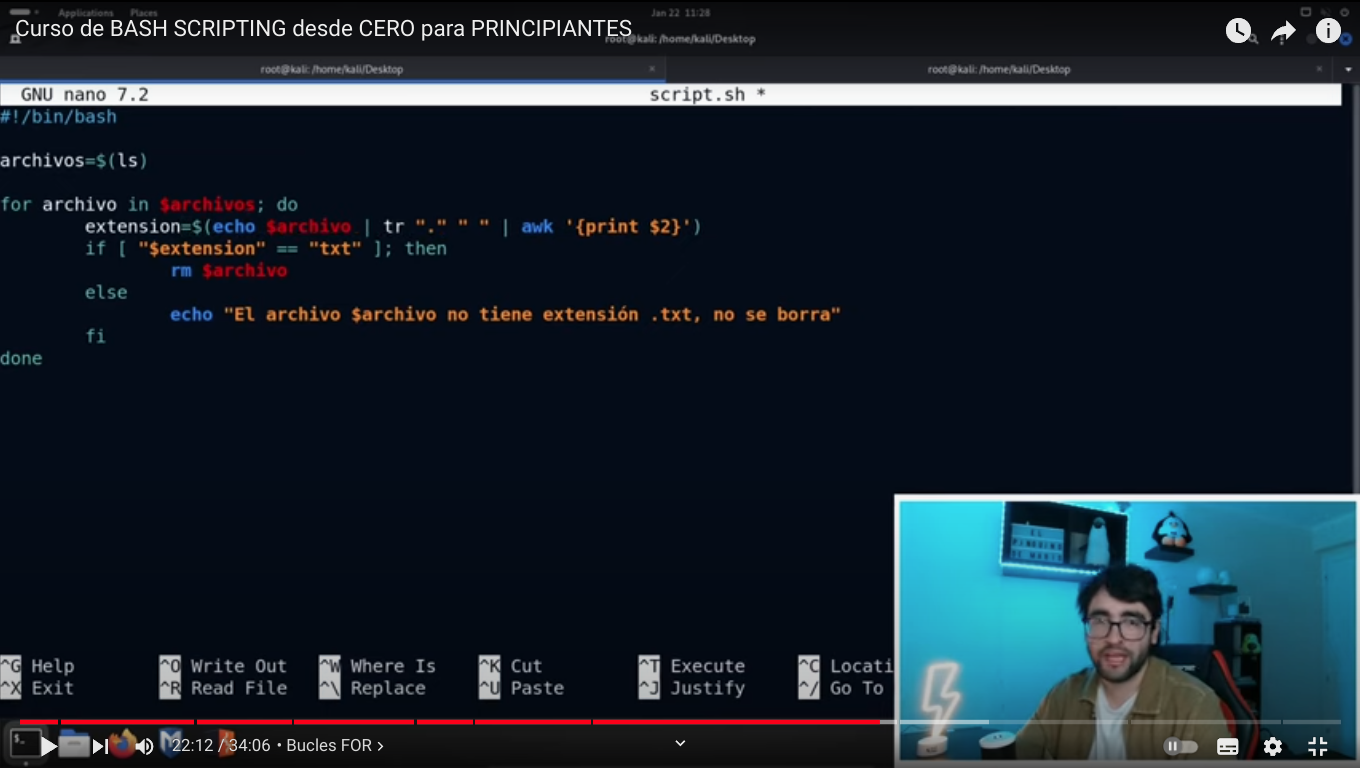 Applications Places
Jan 22 11:28
Curso de BASH SCRIPTING desde CERO para PRINCIPIANTES
root@kali: /home/kali/Desktop
root@kali: /home/kali/Desktop
root@kali: /home/kali/Desktop
GNU nano 7.2 script.sh *
#!/bin/bash
archivos=$(ls)
for archivo in $archivos; do
extension=$(echo $archivo | tr "." " " | awk '{print $2}')
if [ "$extension" == "txt" ]; then
rm $archivo
else
echo "El archivo $archivo no tiene extensión .txt, no se borra"
fi
done
^G Help ^O Write Out ^W Where Is ^K Cut ^T Execute ^C Locati
^X Exit ^R Read File ^\ Replace ^U Paste ^J Justify ^/ Go To
22:12 / 34:06 • Bucles FOR >